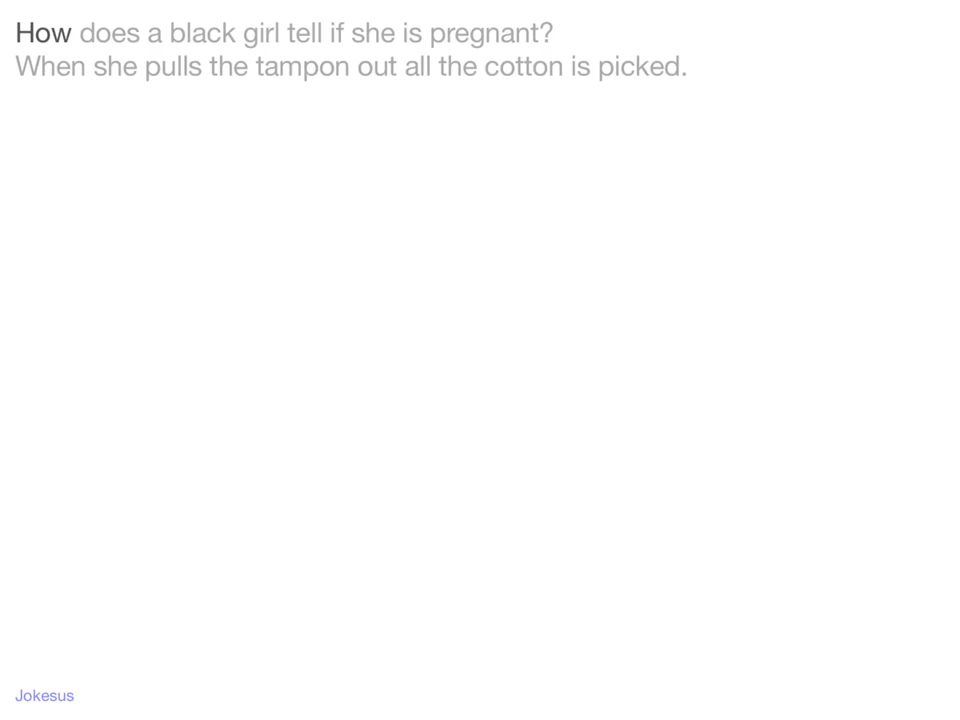 How does a black girl tell if she is pregnant?
When she pulls the tampon out all the cotton is picked.
Jokesus